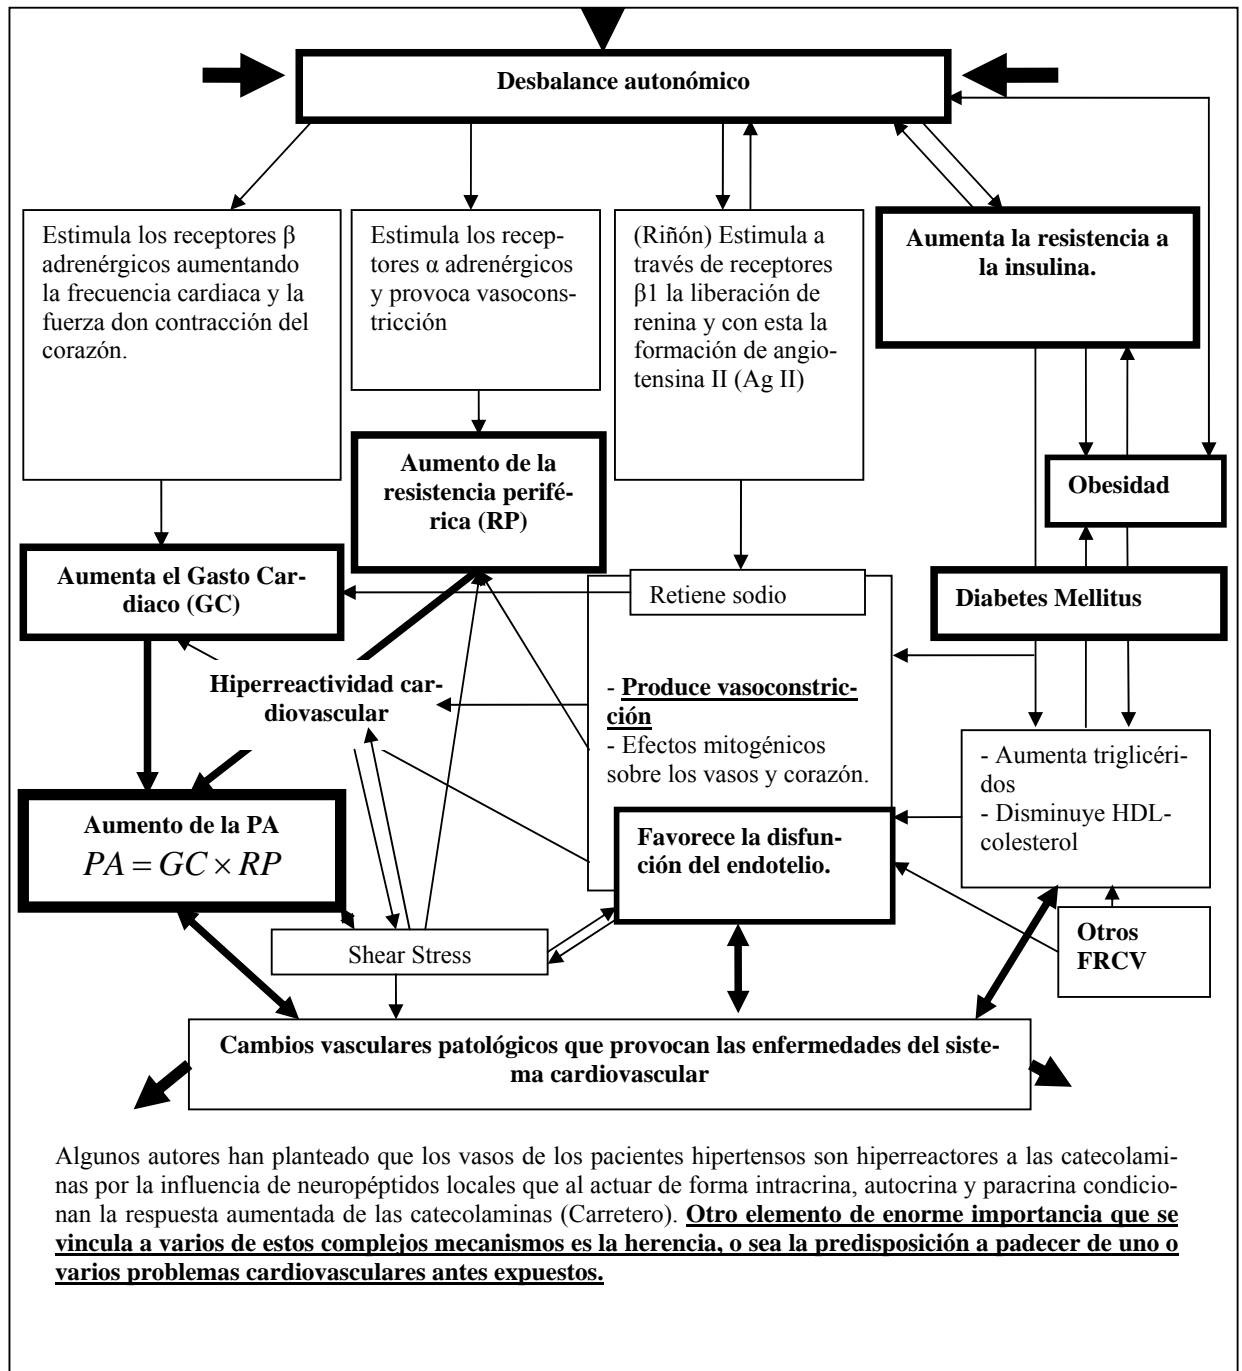 Desbalance autonómico
Estimula los receptores β
adrenérgicos aumentando
la frecuencia cardiaca y la
fuerza don contracción del
corazón.
Estimula los recep-
tores α adrenérgicos
y provoca vasocons-
tricción
(Riñón) Estimula a
través de receptores
β1 la liberación de
renina y con esta la
formación de angio-
tensina II (Ag II)
Aumenta la resistencia a
la insulina.
Aumento de la
resistencia perifé-
rica (RP)
Obesidad
Aumenta el Gasto Car-
diaco (GC)
Retiene sodio
Diabetes Mellitus
Hiperreactividad car-
diovascular
- Produce vasoconstric-
ción
- Efectos mitogénicos
sobre los vasos y corazón.
- Aumenta triglicéri-
dos
- Disminuye HDL-
colesterol
Aumento de la PA
PA = GC × RP
Favorece la disfun-
ción del endotelio.
Shear Stress
Otros
FRCV
Cambios vasculares patológicos que provocan las enfermedades del siste-
ma cardiovascular
Algunos autores han planteado que los vasos de los pacientes hipertensos son hiperreactores a las catecolami-
nas por la influencia de neuropéptidos locales que al actuar de forma intracrina, autocrina y paracrina condicio-
nan la respuesta aumentada de las catecolaminas (Carretero). Otro elemento de enorme importancia que se
vincula a varios de estos complejos mecanismos es la herencia, o sea la predisposición a padecer de uno o
varios problemas cardiovasculares antes expuestos.